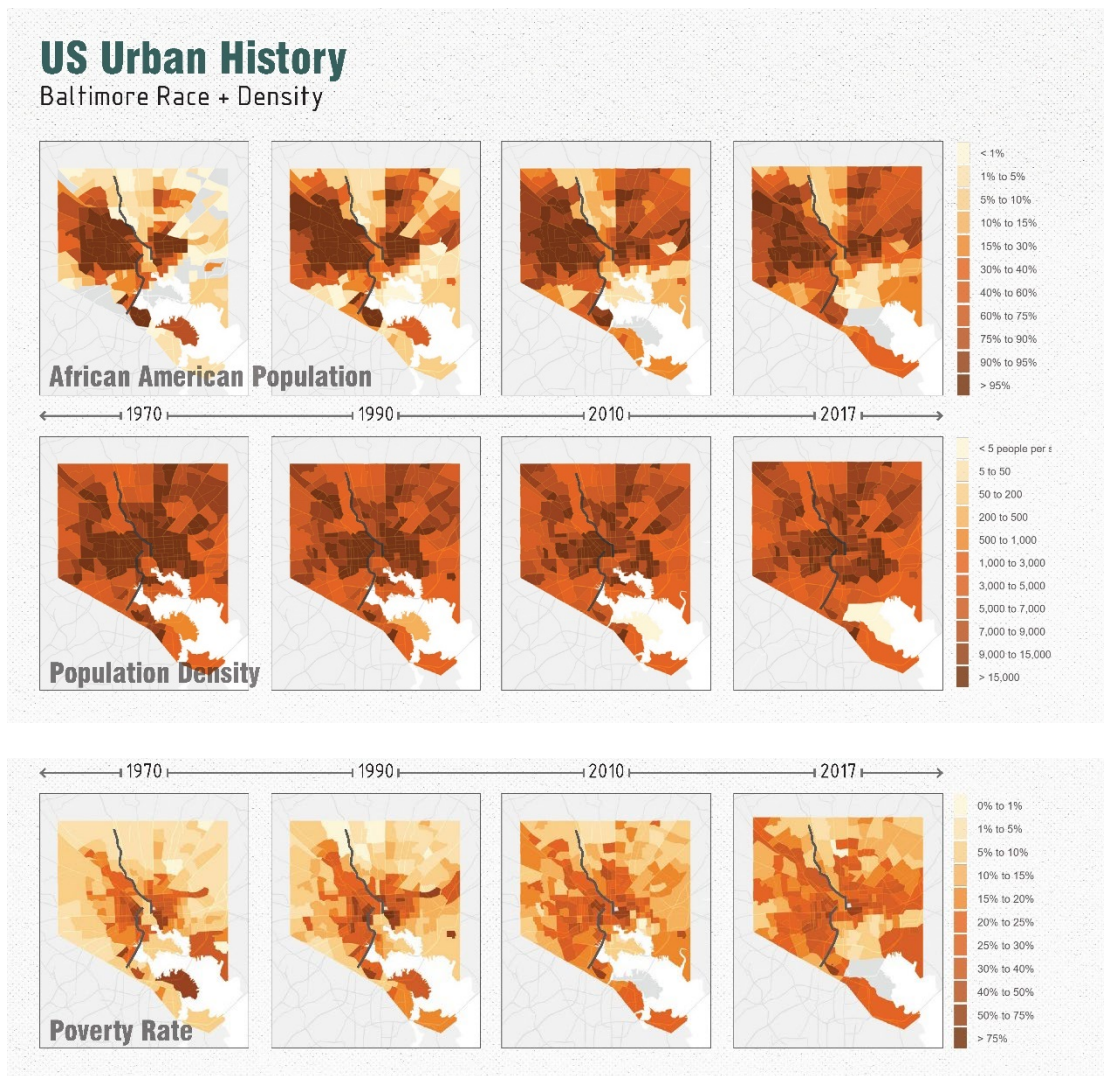 US Urban History
Baltimore Race + Density
< 1%
1% to 5%
5% to 10%
10% to 15%
15% to 30%
30% to 40%
40% to 60%
60% to 75%
75% to 90%
90% to 95%
> 95%
African American Population
1970 1990 2010 2017
< 5 people per s
5 to 50
50 to 200
200 to 500
500 to 1,000
1,000 to 3,000
3,000 to 5,000
5,000 to 7,000
7,000 to 9,000
9,000 to 15,000
> 15,000
Population Density
1970 1990 2010 2017
0% to 1%
1% to 5%
5% to 10%
10% to 15%
15% to 20%
20% to 25%
25% to 30%
30% to 40%
40% to 50%
50% to 75%
> 75%
Poverty Rate